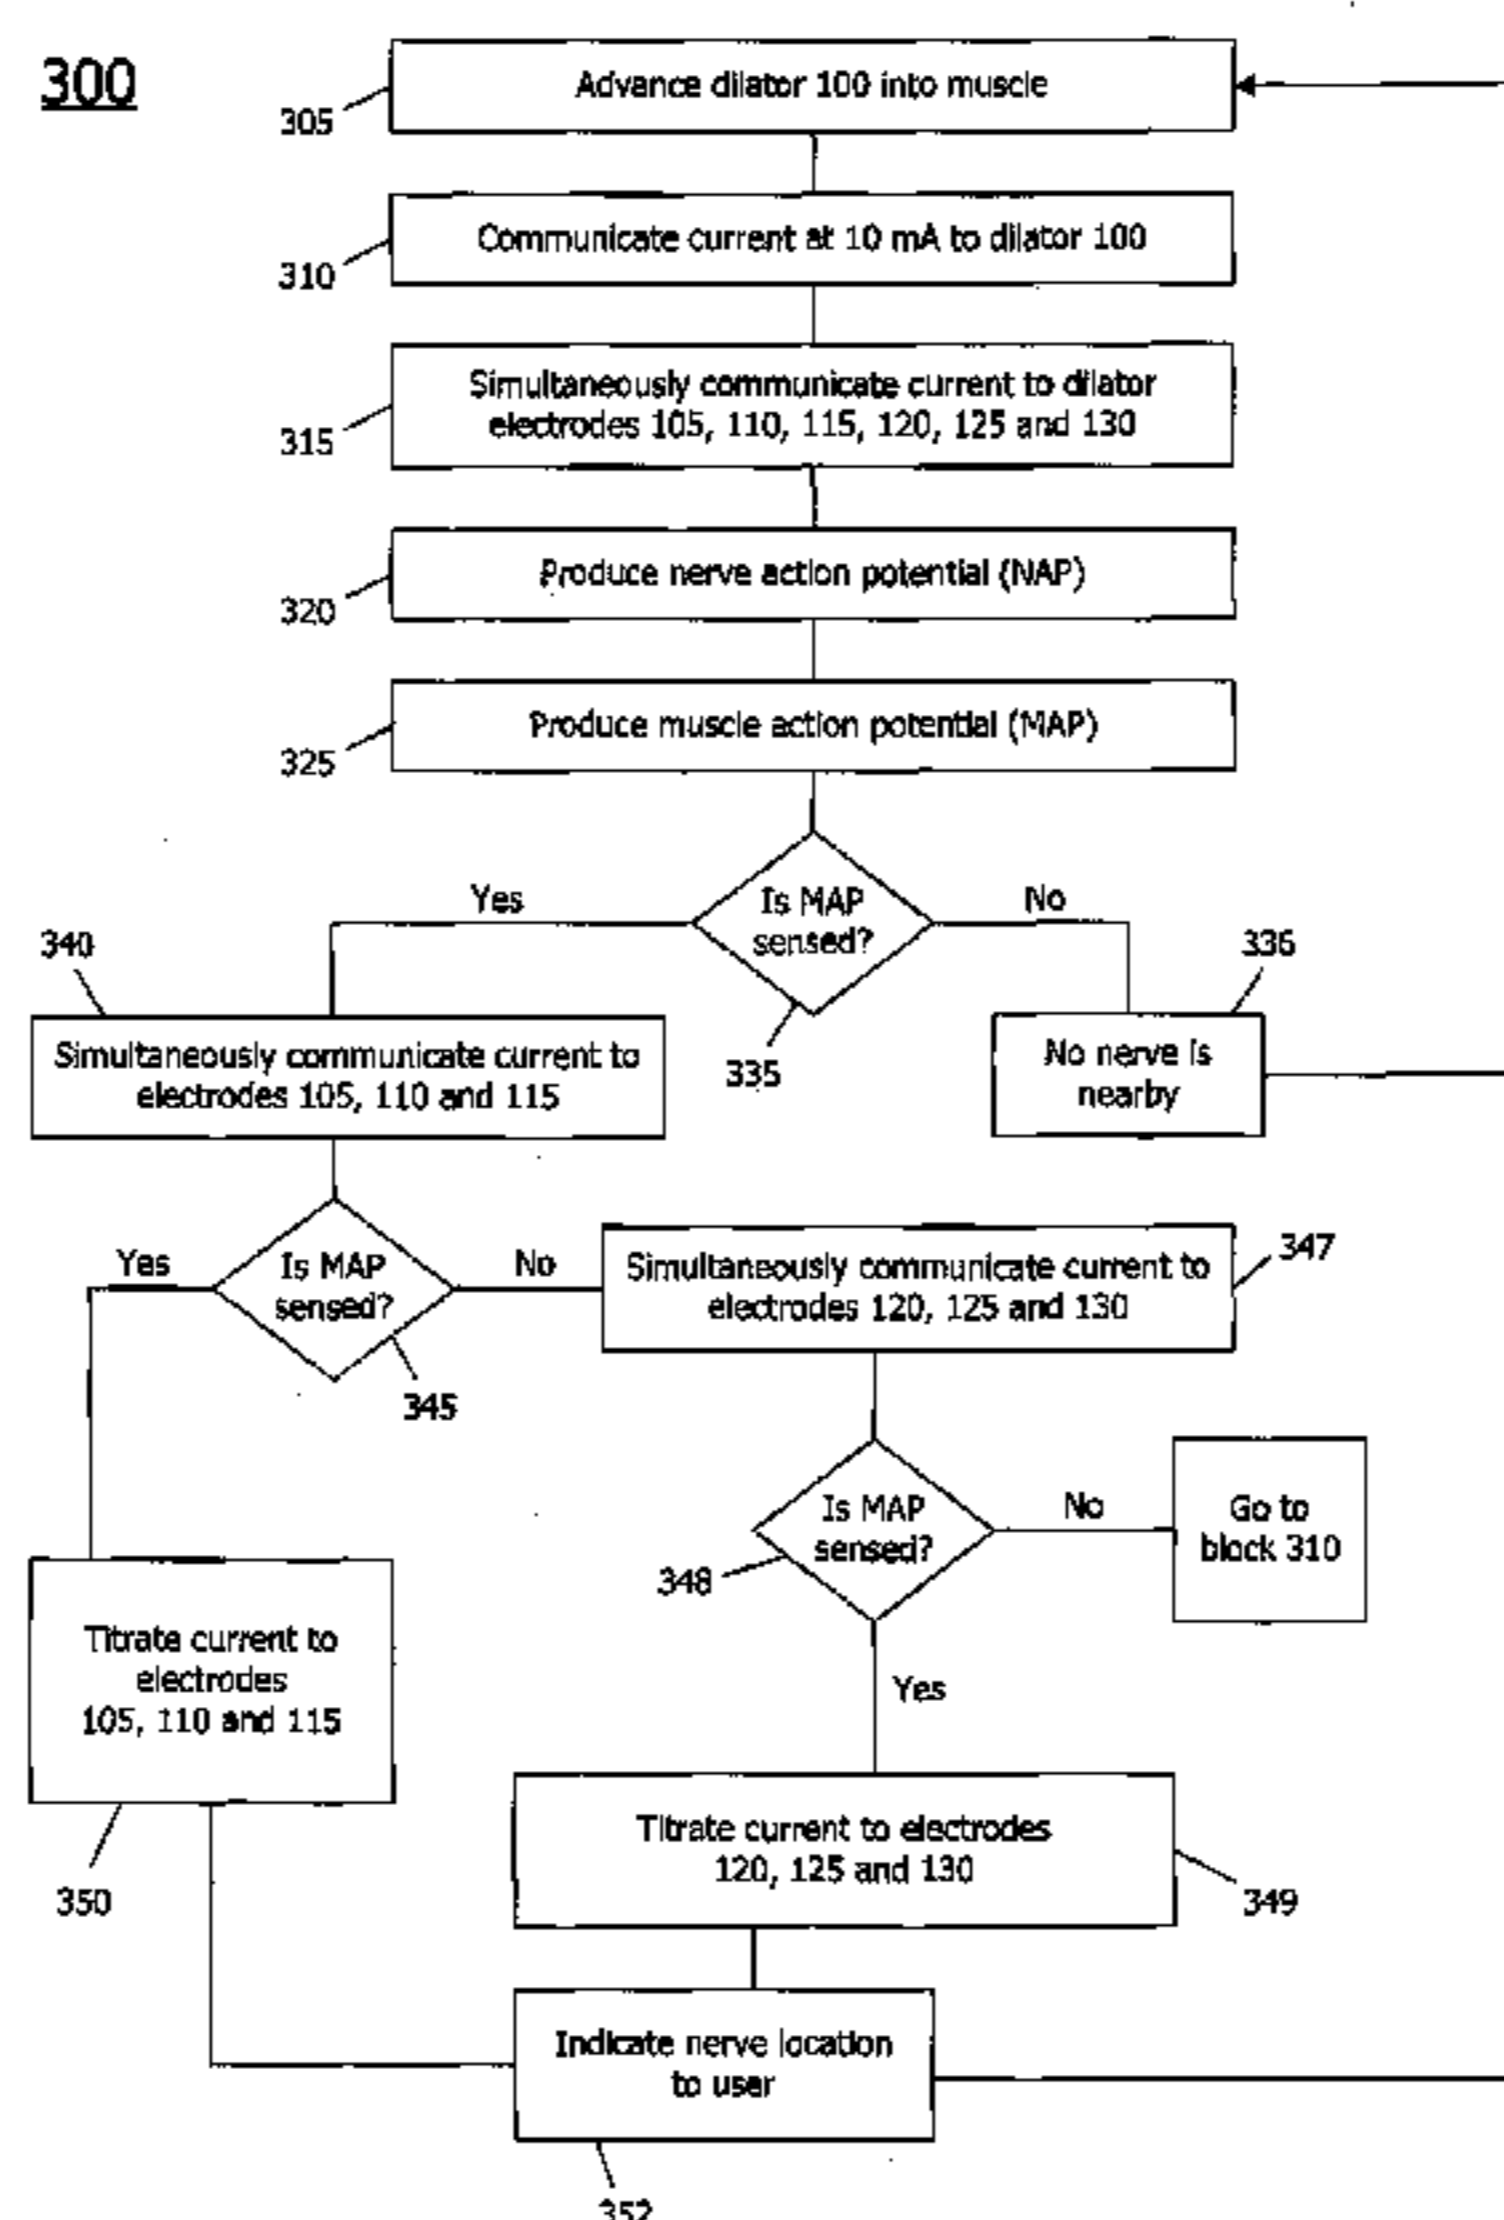 300
Advance dilator 100 into muscle
305
Communicate current at 10 mA to dilator 100
310
Simultaneously communicate current to dilator
electrodes 105, 110, 115, 120, 125 and 130
315
Produce nerve action potential (NAP)
320
Produce muscle action potential (MAP)
325
Yes
Is MAP
sensed?
No
335
340
Simultaneously communicate current to
electrodes 105, 110 and 115
336
No nerve is
nearby
Yes
Is MAP
sensed?
No
345
Simultaneously communicate current to
electrodes 120, 125 and 130
347
Is MAP
sensed?
348
No
Go to
block 310
Yes
Titrate current to
electrodes
105, 110 and 115
350
Titrate current to electrodes
120, 125 and 130
349
Indicate nerve location
to user
352